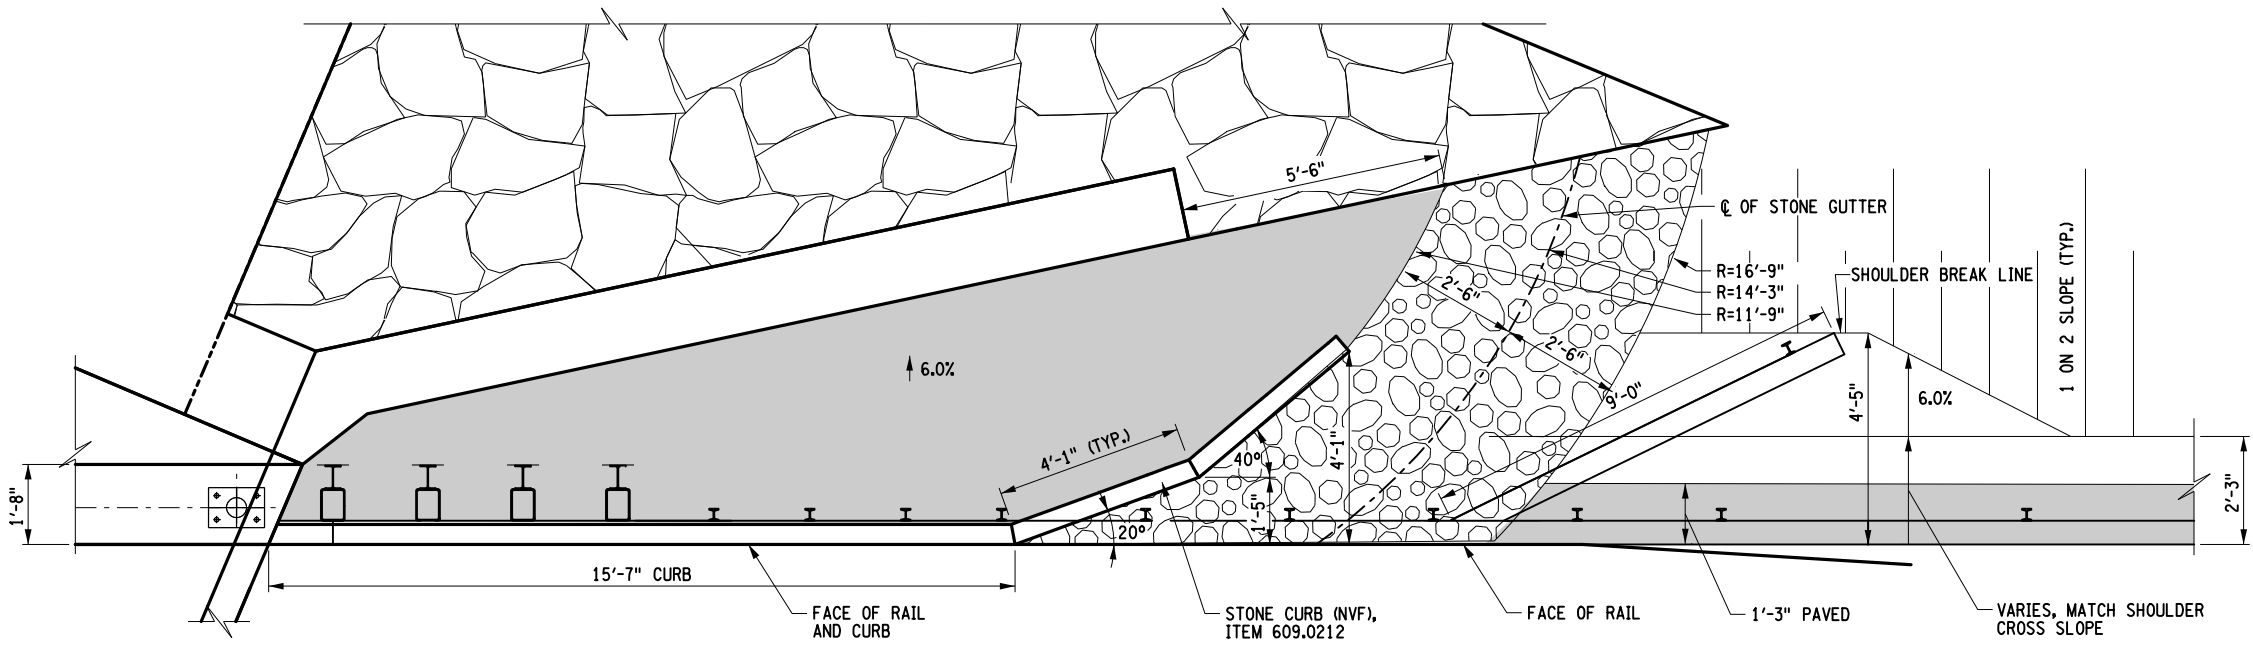 5'-6"
℄ OF STONE GUTTER
R=16'-9"
R=14'-3"
R=11'-9"
SHOULDER BREAK LINE
1 ON 2 SLOPE (TYP.)
2'-6"
2'-6"
9'-0"
6.0%
6.0%
4'-5"
4'-1" (TYP.)
40°
4'-1"
1'-8"
1'-5"
20°
2'-3"
15'-7" CURB
FACE OF RAIL
AND CURB
STONE CURB (NVF),
ITEM 609.0212
FACE OF RAIL
1'-3" PAVED
VARIES, MATCH SHOULDER
CROSS SLOPE